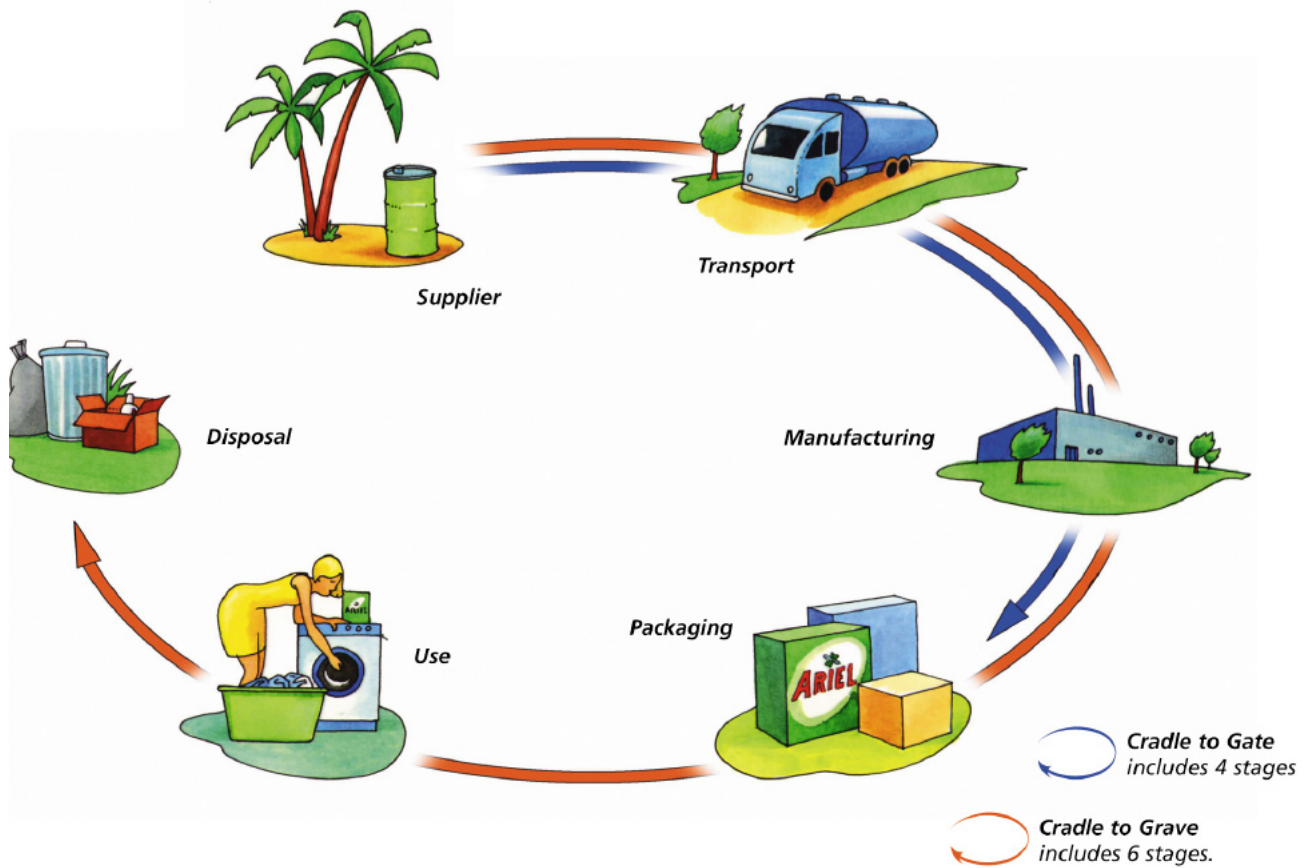 Supplier
Transport
Disposal
Manufacturing
ARIEL
Use
Packaging
ARIEL
Cradle to Gate
includes 4 stages
Cradle to Grave
includes 6 stages.